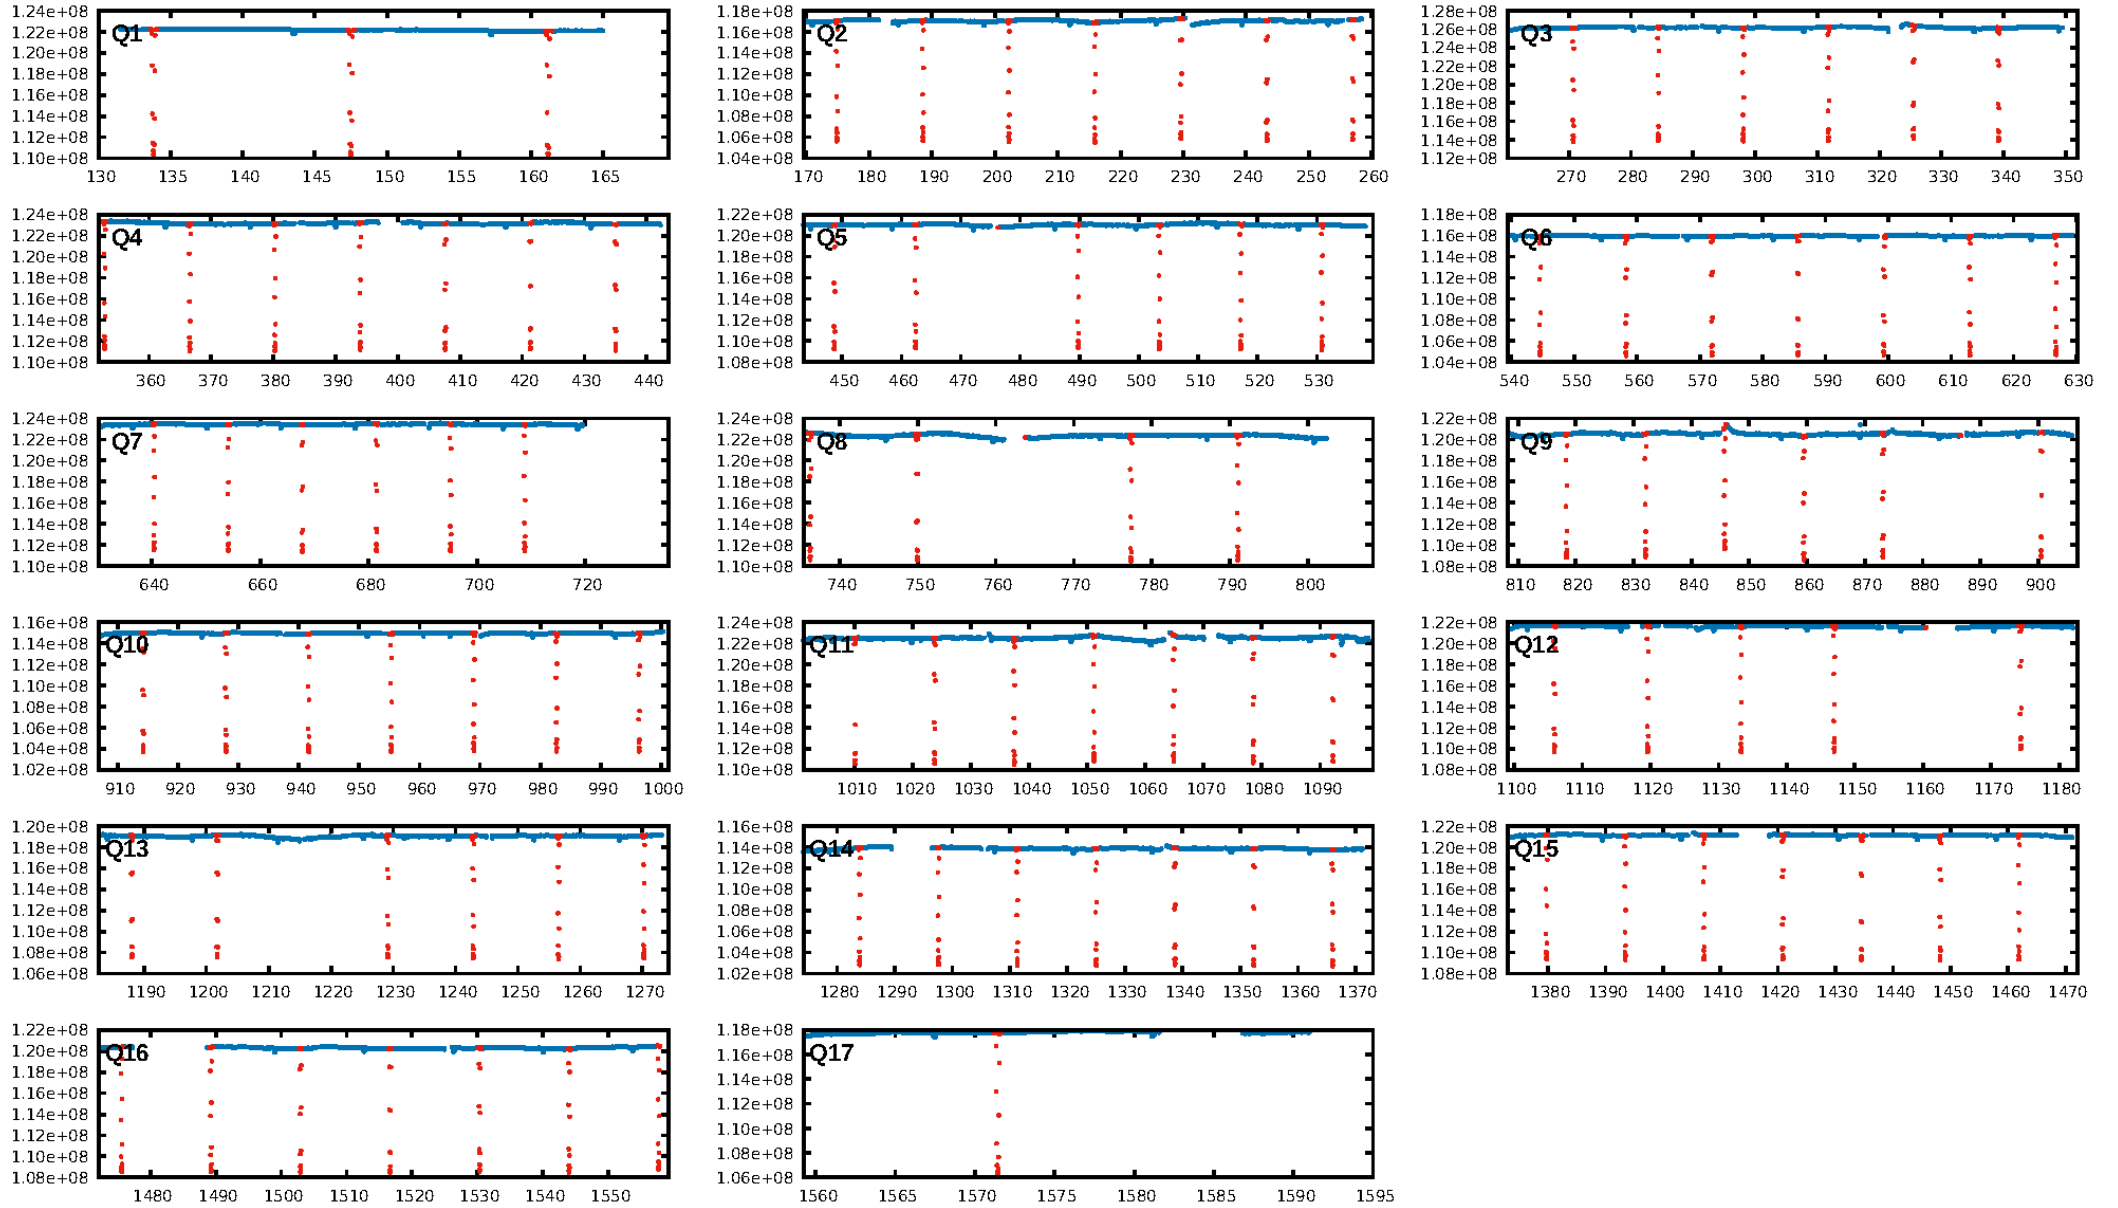 1.24e+08 1.22e+08 1.20e+08 1.18e+08 1.16e+08 1.14e+08 1.12e+08 1.10e+08
Q1
130 135 140 145 150 155 160 165
1.18e+08 1.16e+08 1.14e+08 1.12e+08 1.10e+08 1.08e+08 1.06e+08 1.04e+08
Q2
170 180 190 200 210 220 230 240 250 260
1.28e+08 1.26e+08 1.24e+08 1.22e+08 1.20e+08 1.18e+08 1.16e+08 1.14e+08 1.12e+08
Q3
270 280 290 300 310 320 330 340 350
1.24e+08 1.22e+08 1.20e+08 1.18e+08 1.16e+08 1.14e+08 1.12e+08 1.10e+08
Q4
360 370 380 390 400 410 420 430 440
1.22e+08 1.20e+08 1.18e+08 1.16e+08 1.14e+08 1.12e+08 1.10e+08 1.08e+08
Q5
450 460 470 480 490 500 510 520 530
1.18e+08 1.16e+08 1.14e+08 1.12e+08 1.10e+08 1.08e+08 1.06e+08 1.04e+08
Q6
540 550 560 570 580 590 600 610 620 630
1.24e+08 1.22e+08 1.20e+08 1.18e+08 1.16e+08 1.14e+08 1.12e+08 1.10e+08
Q7
640 660 680 700 720
1.24e+08 1.22e+08 1.20e+08 1.18e+08 1.16e+08 1.14e+08 1.12e+08 1.10e+08
Q8
740 750 760 770 780 790 800
1.22e+08 1.20e+08 1.18e+08 1.16e+08 1.14e+08 1.12e+08 1.10e+08 1.08e+08
Q9
810 820 830 840 850 860 870 880 890 900
1.16e+08 1.14e+08 1.12e+08 1.10e+08 1.08e+08 1.06e+08 1.04e+08 1.02e+08
Q10
910 920 930 940 950 960 970 980 990 1000
1.24e+08 1.22e+08 1.20e+08 1.18e+08 1.16e+08 1.14e+08 1.12e+08 1.10e+08
Q11
1010 1020 1030 1040 1050 1060 1070 1080 1090
1.22e+08 1.20e+08 1.18e+08 1.16e+08 1.14e+08 1.12e+08 1.10e+08 1.08e+08
Q12
1100 1110 1120 1130 1140 1150 1160 1170 1180
1.20e+08 1.18e+08 1.16e+08 1.14e+08 1.12e+08 1.10e+08 1.08e+08 1.06e+08
Q13
1190 1200 1210 1220 1230 1240 1250 1260 1270
1.16e+08 1.14e+08 1.12e+08 1.10e+08 1.08e+08 1.06e+08 1.04e+08 1.02e+08
Q14
1280 1290 1300 1310 1320 1330 1340 1350 1360 1370
1.22e+08 1.20e+08 1.18e+08 1.16e+08 1.14e+08 1.12e+08 1.10e+08 1.08e+08
Q15
1380 1390 1400 1410 1420 1430 1440 1450 1460 1470
1.22e+08 1.20e+08 1.18e+08 1.16e+08 1.14e+08 1.12e+08 1.10e+08 1.08e+08
Q16
1480 1490 1500 1510 1520 1530 1540 1550
1.18e+08 1.16e+08 1.14e+08 1.12e+08 1.10e+08 1.08e+08 1.06e+08
Q17
1560 1565 1570 1575 1580 1585 1590 1595